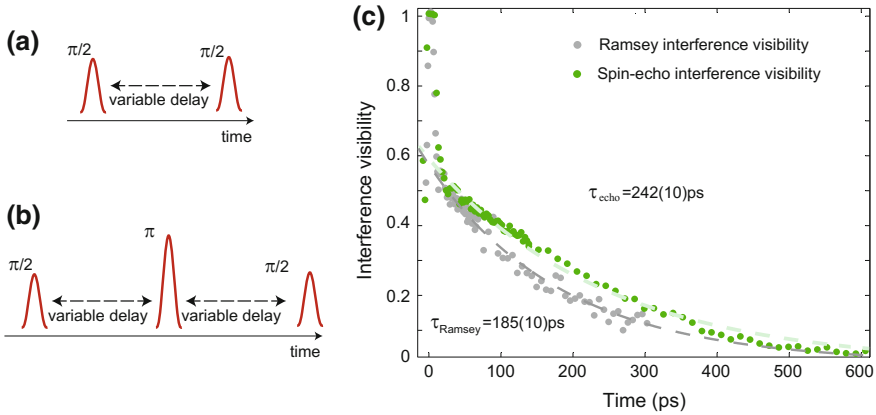 (a)
π/2
π/2
variable delay
time
(b)
π/2
π
π/2
variable delay
variable delay
time
(c)
Interference visibility
1
0.8
0.6
0.4
0.2
0
Ramsey interference visibility
Spin-echo interference visibility
τecho=242(10)ps
τRamsey=185(10)ps
0 100 200 300 400 500 600
Time (ps)